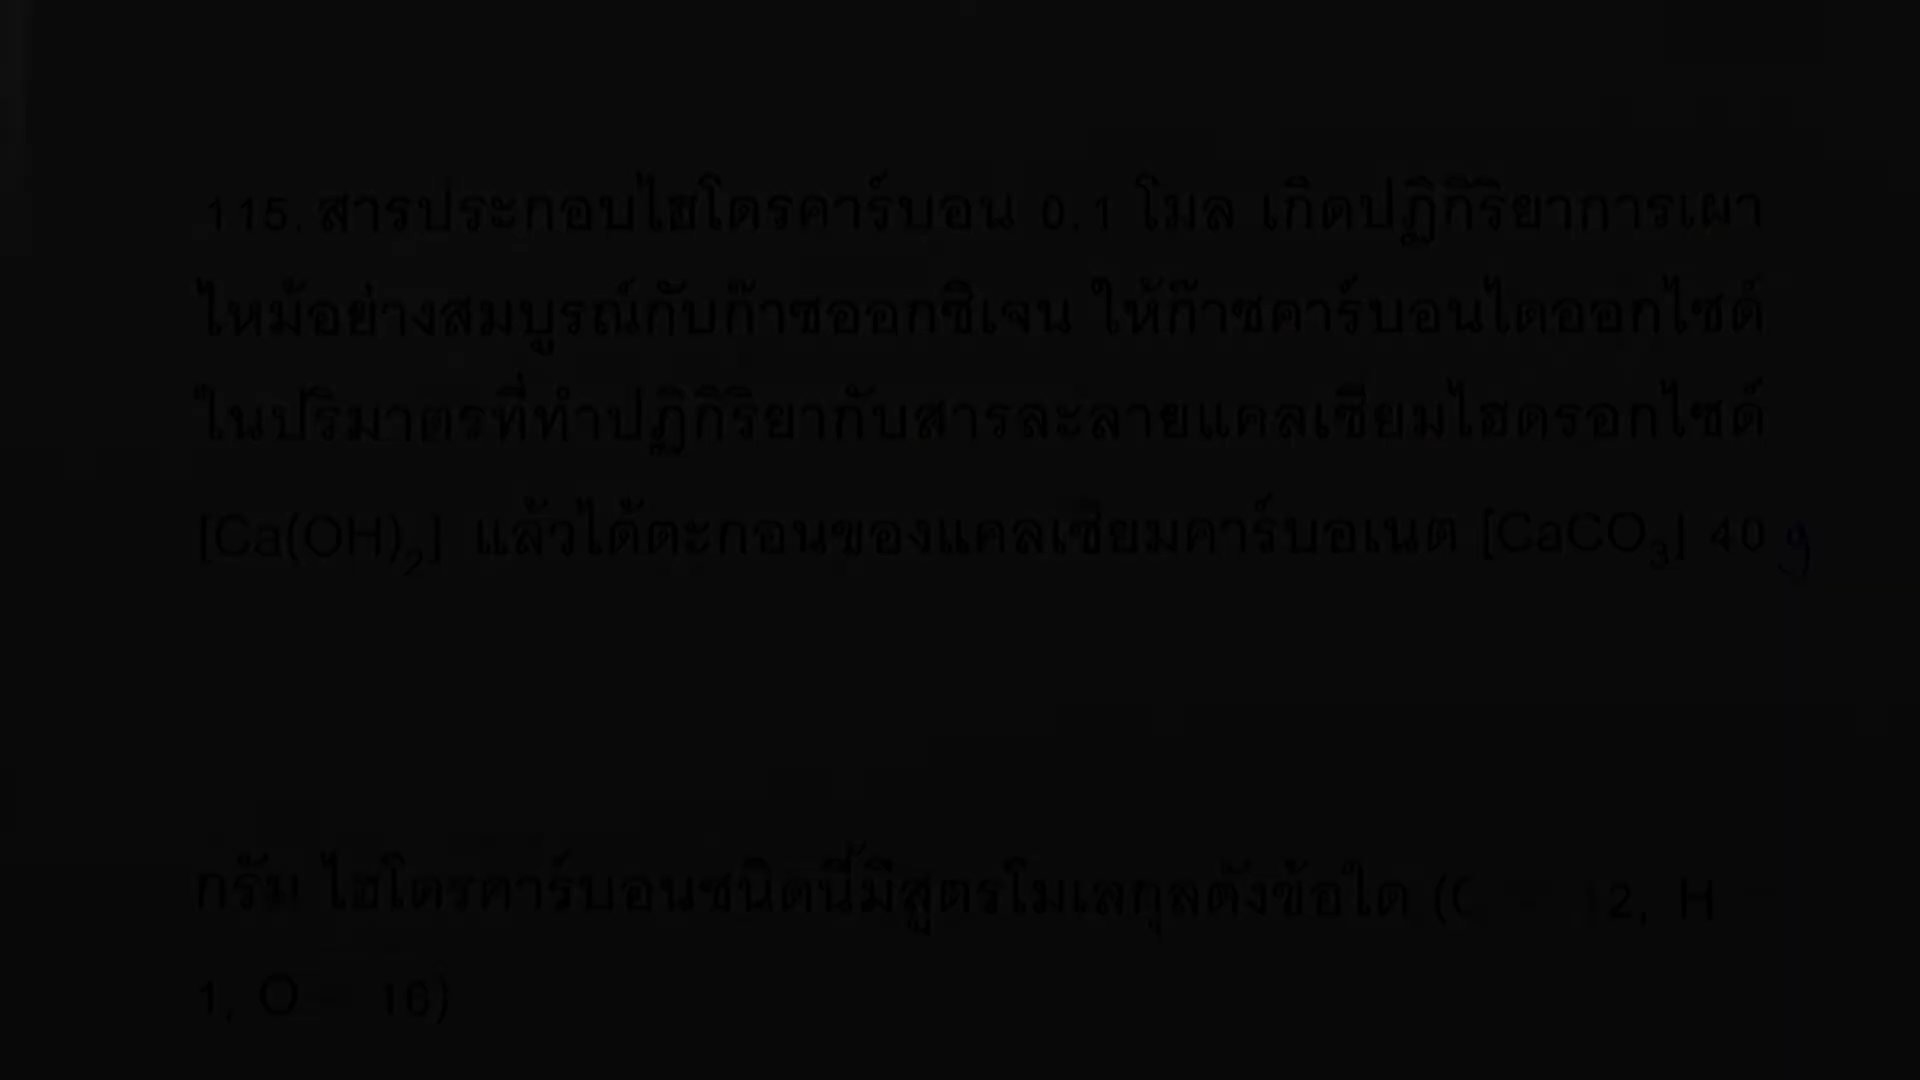 115. สารประกอบไฮโดรคาร์บอน 0.1 โมล เกิดปฏิกิริยาการเผา
ไหม้อย่างสมบูรณ์กับก๊าซออกซิเจน ให้ก๊าซคาร์บอนไดออกไซด์
ในปริมาตรที่ทำปฏิกิริยากับสารละลายแคลเซียมไฮดรอกไซด์
[Ca(OH)₂] แล้วได้ตะกอนของแคลเซียมคาร์บอเนต [CaCO₃] 40 g
กรัม ไฮโดรคาร์บอนชนิดนี้มีสูตรโมเลกุลดังข้อใด (C = 12, H
1, O = 16)